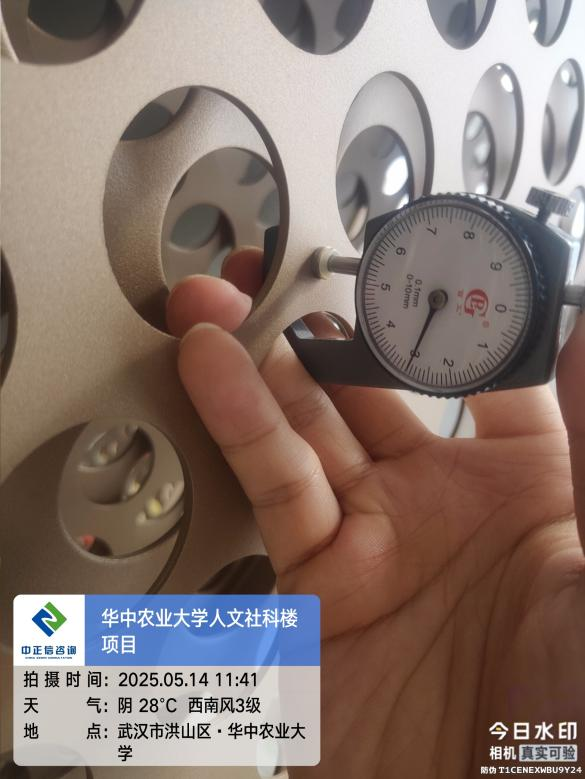 7
8
9
6
0
5
0.1mm
0-10mm
4
1
3
2
®
中正信咨询
华中农业大学人文社科楼
项目
拍摄时间：2025.05.14 11:41
天气：阴 28℃ 西南风3级
地点：武汉市洪山区·华中农业大
学
今日水印
相机 真实可验
防伪 T1CENEXWBU9Y24